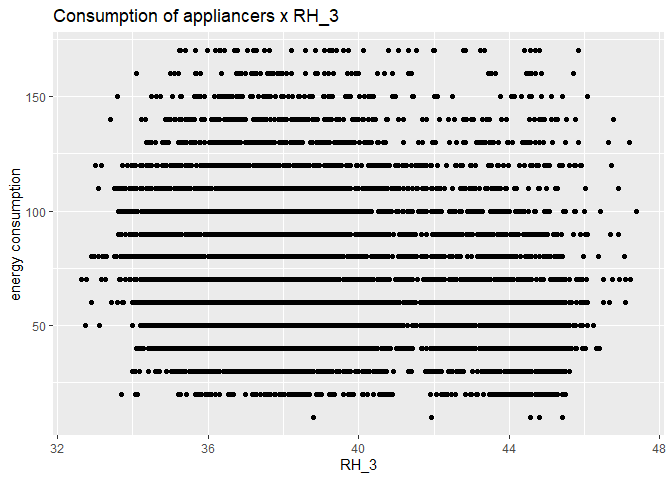 Consumption of appliancers x RH_3
energy consumption
150
100
50
32
36
40
44
48
RH_3